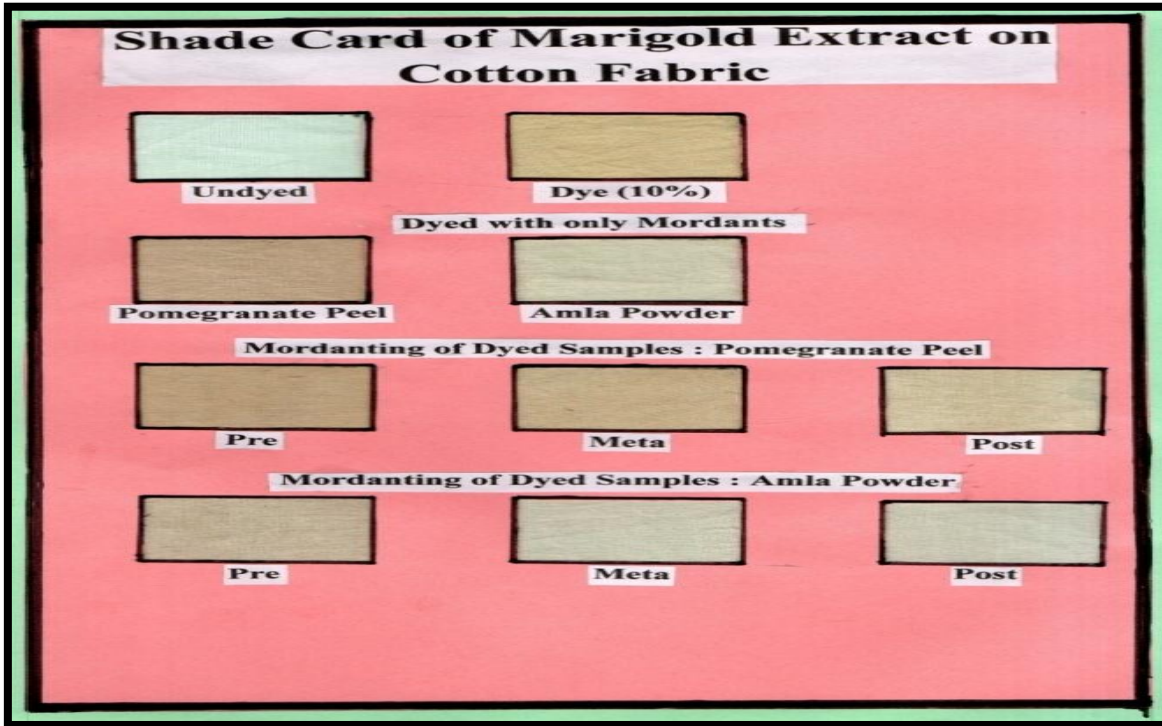 Shade Card of Marigold Extract on
Cotton Fabric
Undyed Dye (10%)
Dyed with only Mordants
Pomegranate Peel Amla Powder
Mordanting of Dyed Samples : Pomegranate Peel
Pre Meta Post
Mordanting of Dyed Samples : Amla Powder
Pre Meta Post